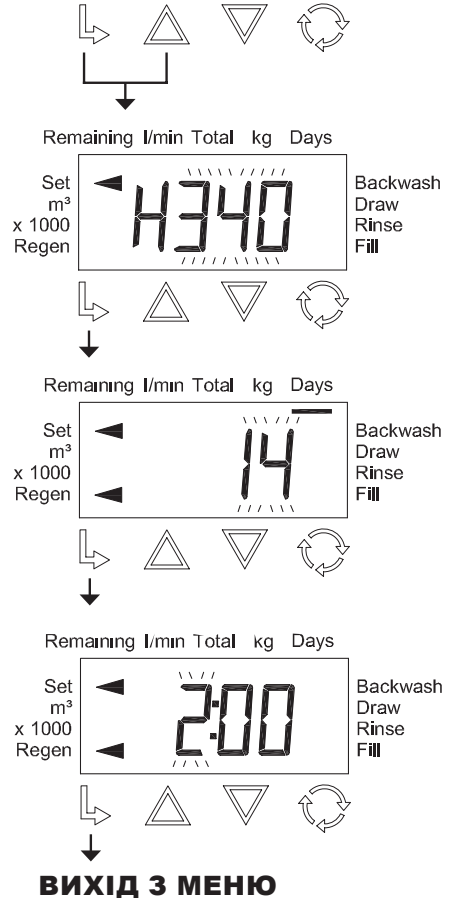 Remaining l/min Total kg Days
Set
m³
x 1000
Regen
H340
Backwash
Draw
Rinse
Fill
Remaining l/min Total kg Days
Set
m³
x 1000
Regen
14
Backwash
Draw
Rinse
Fill
Remaining l/min Total kg Days
Set
m³
x 1000
Regen
2:00
Backwash
Draw
Rinse
Fill
ВИХІД З МЕНЮ